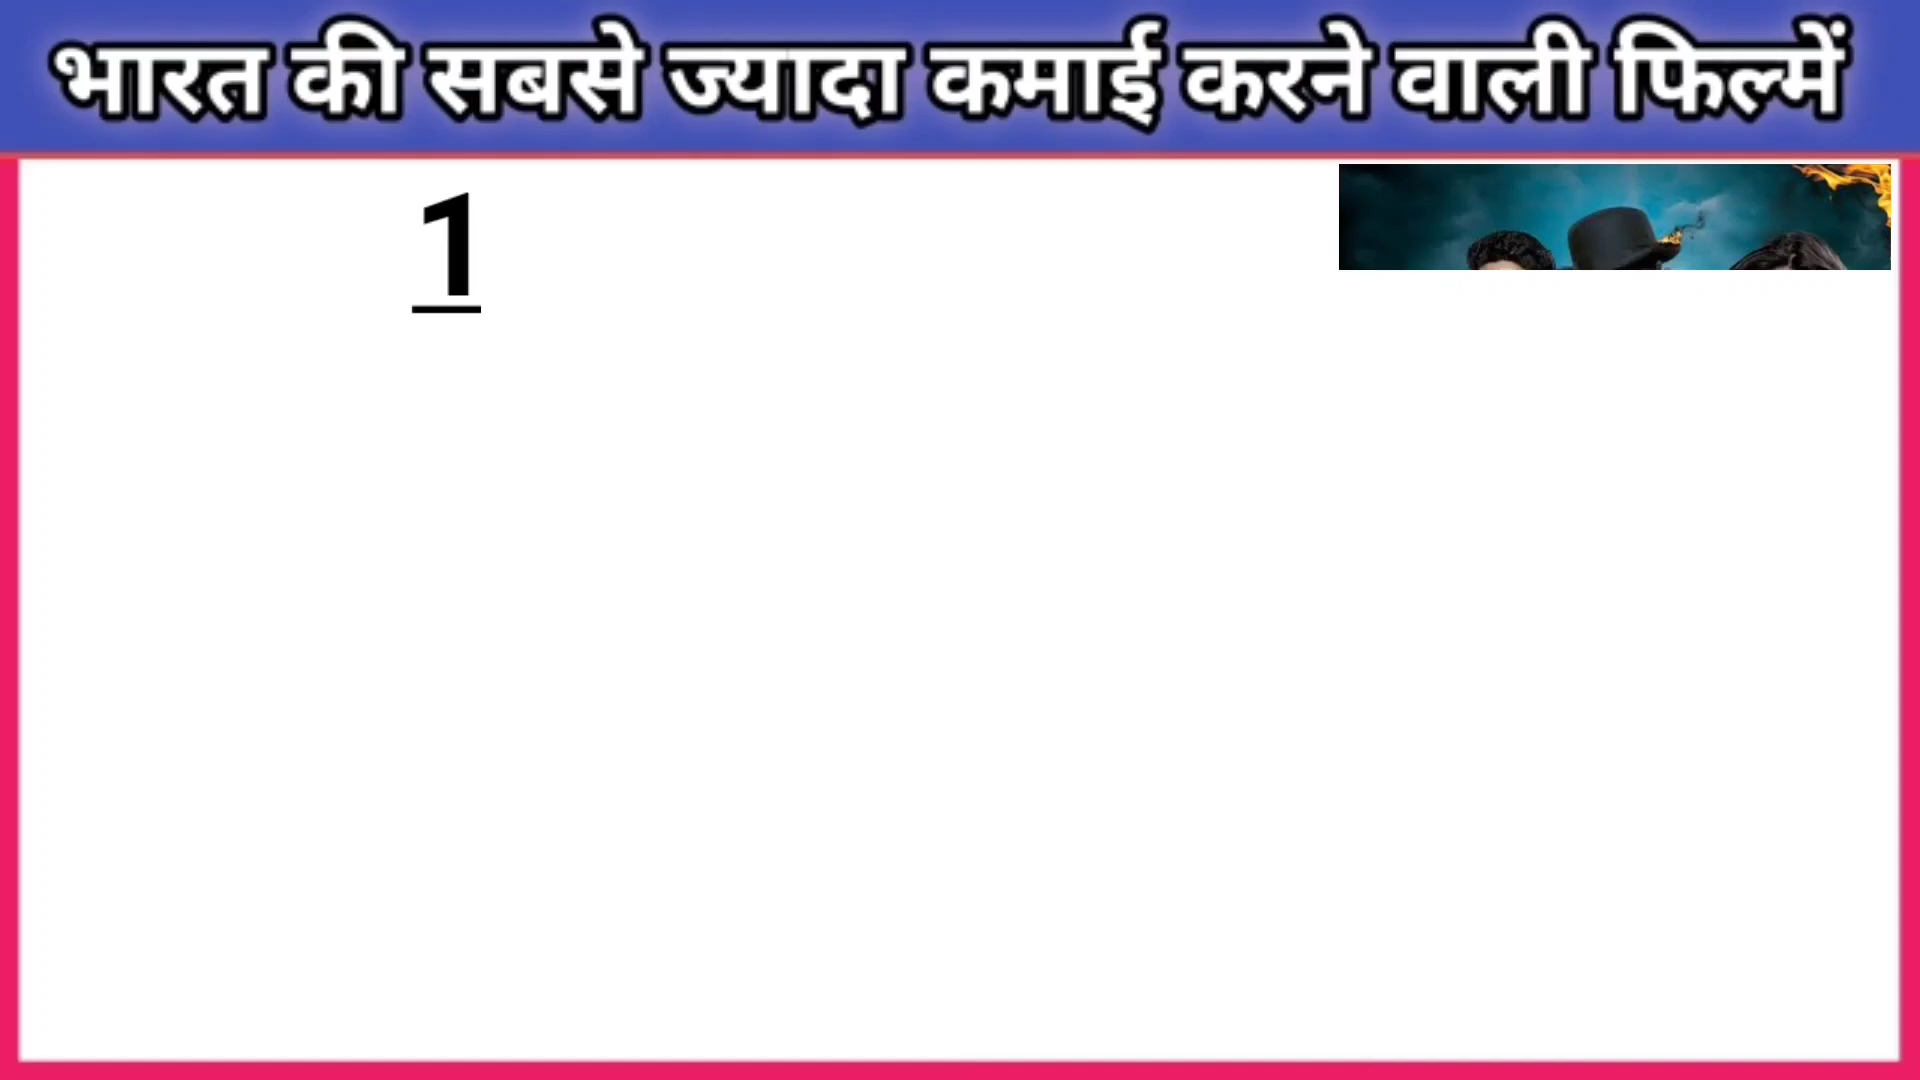 भारत की सबसे ज्यादा कमाई करने वाली फिल्में
1